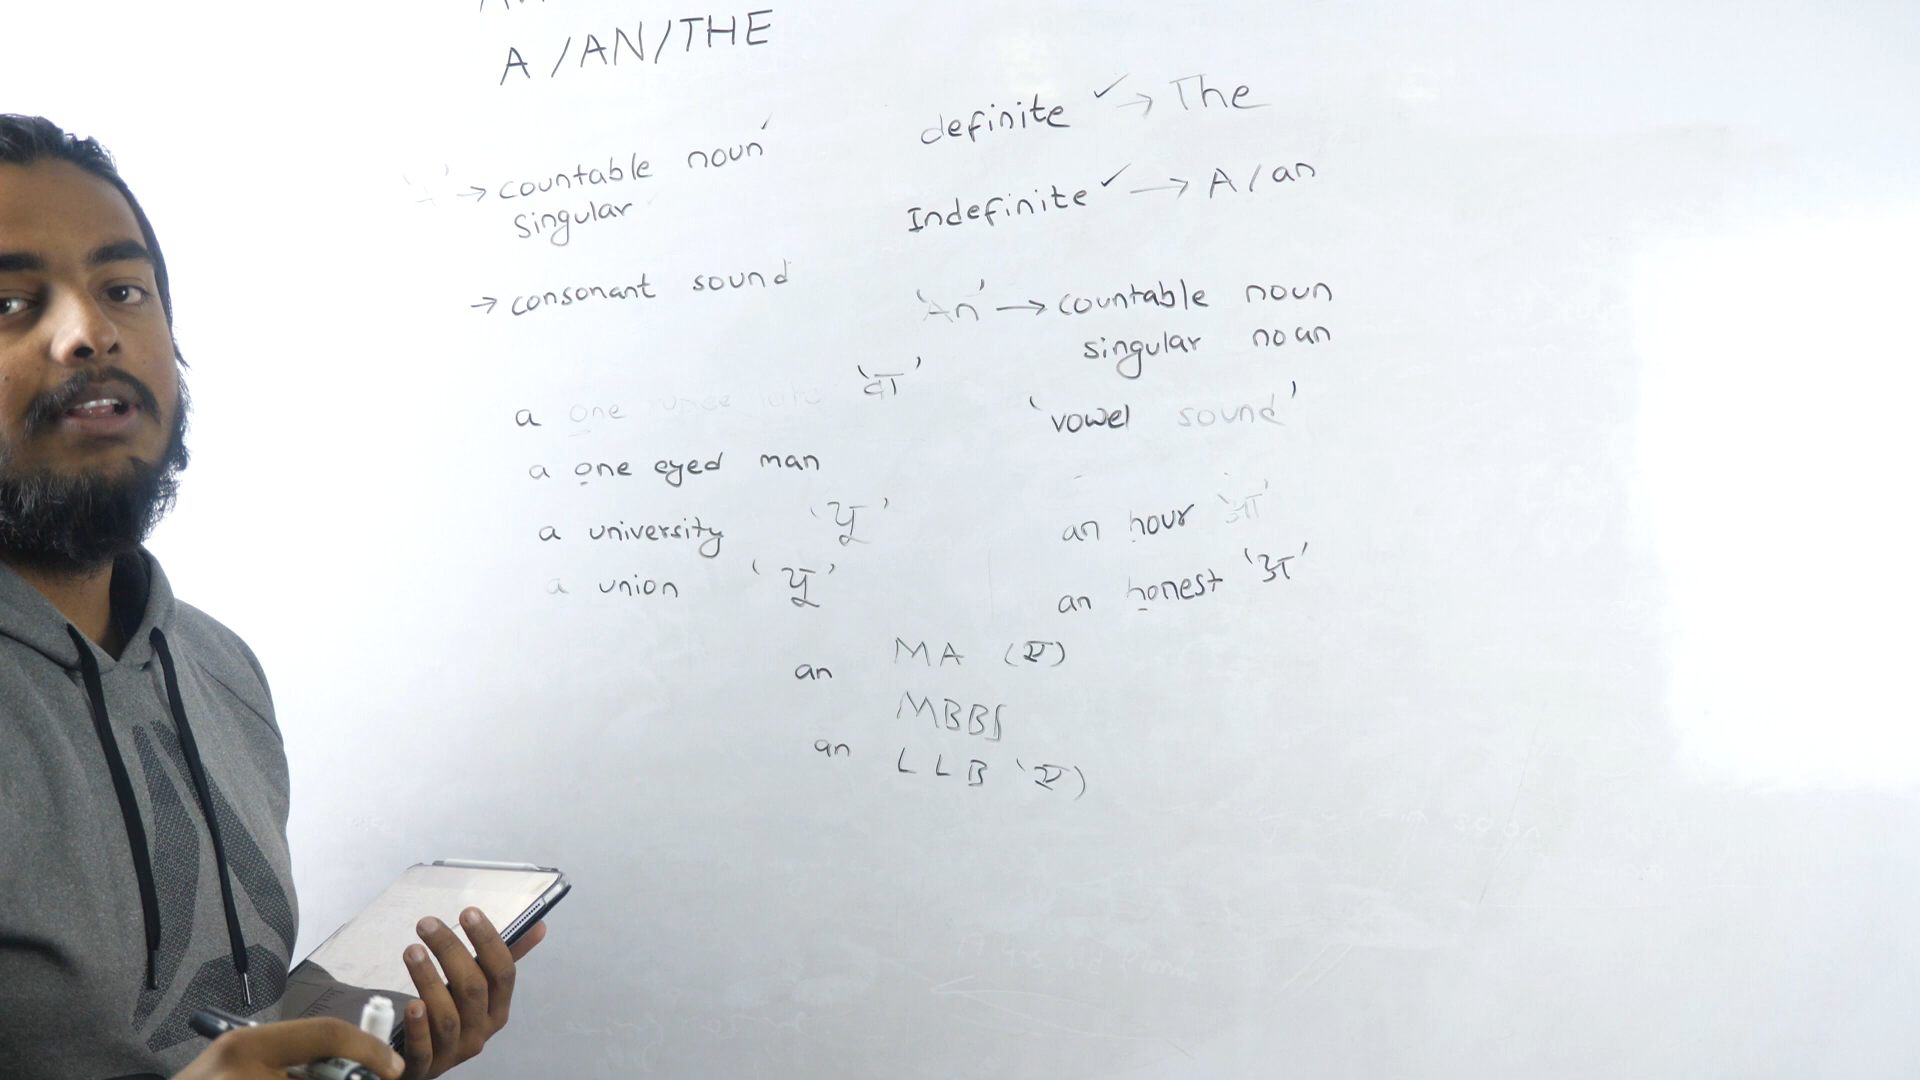 A /AN/THE
definite ✓ → The
Indefinite ✓ → A/an
→ countable noun
singular
→ consonant sound
'An' → countable noun
singular noun
'vowel sound'
a one 'वा'
a one eyed man
a university 'यू'
a union 'यू'
an hour 'आ'
an honest 'अ'
an MA (ए)
MBBS
an LLB 'ए)